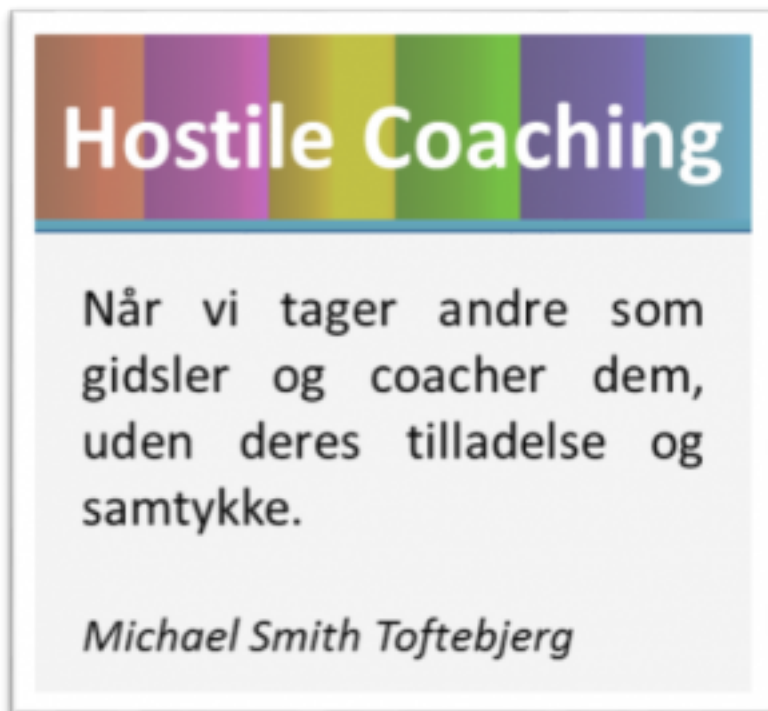 Hostile Coaching
Når vi tager andre som
gidsler og coacher dem,
uden deres tilladelse og
samtykke.
Michael Smith Toftebjerg